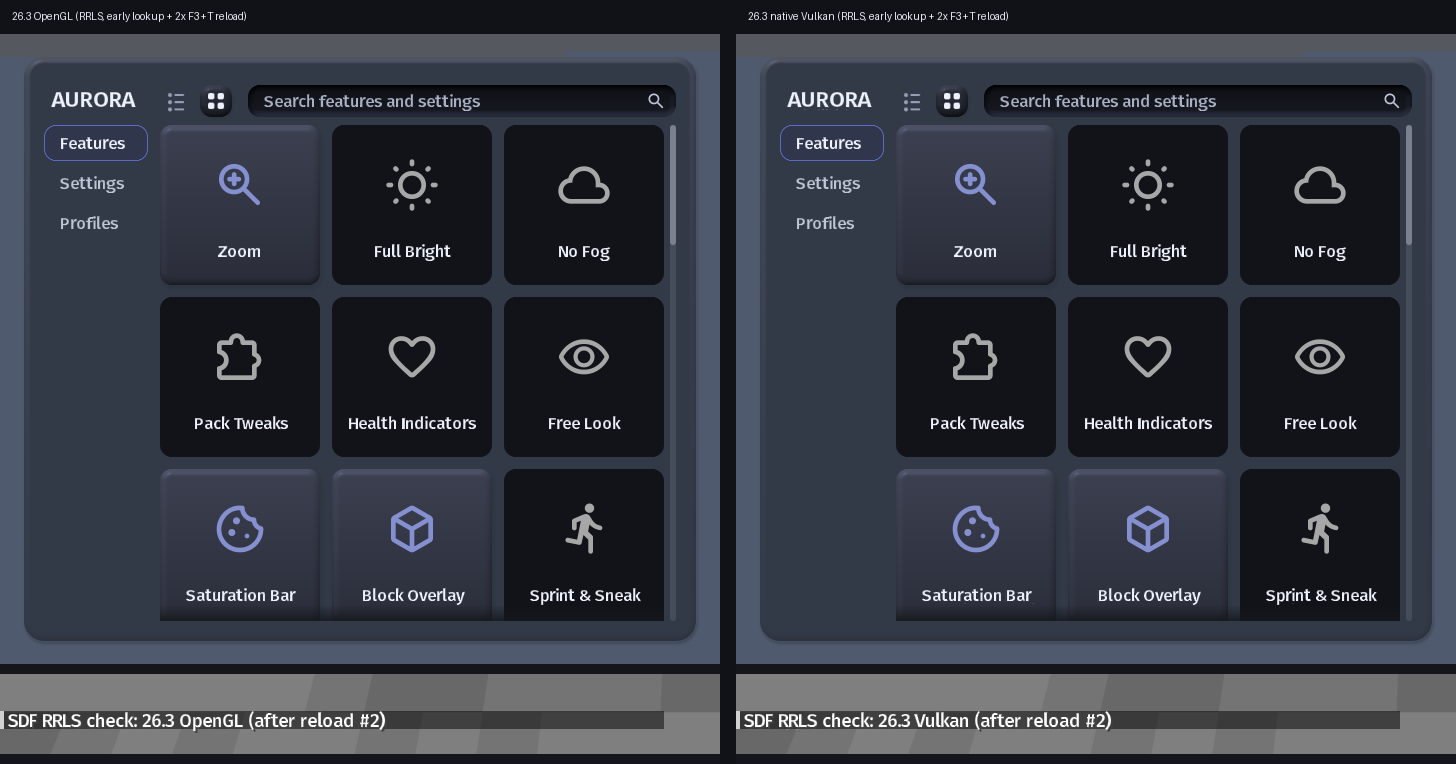 26.3 OpenGL (RRLS, early lookup + 2x F3+T reload)
AURORA
Search features and settings
Features
Settings
Profiles
Zoom
Full Bright
No Fog
Pack Tweaks
Health Indicators
Free Look
Saturation Bar
Block Overlay
Sprint & Sneak
SDF RRLS check: 26.3 OpenGL (after reload #2)
26.3 native Vulkan (RRLS, early lookup + 2x F3+T reload)
AURORA
Search features and settings
Features
Settings
Profiles
Zoom
Full Bright
No Fog
Pack Tweaks
Health Indicators
Free Look
Saturation Bar
Block Overlay
Sprint & Sneak
SDF RRLS check: 26.3 Vulkan (after reload #2)